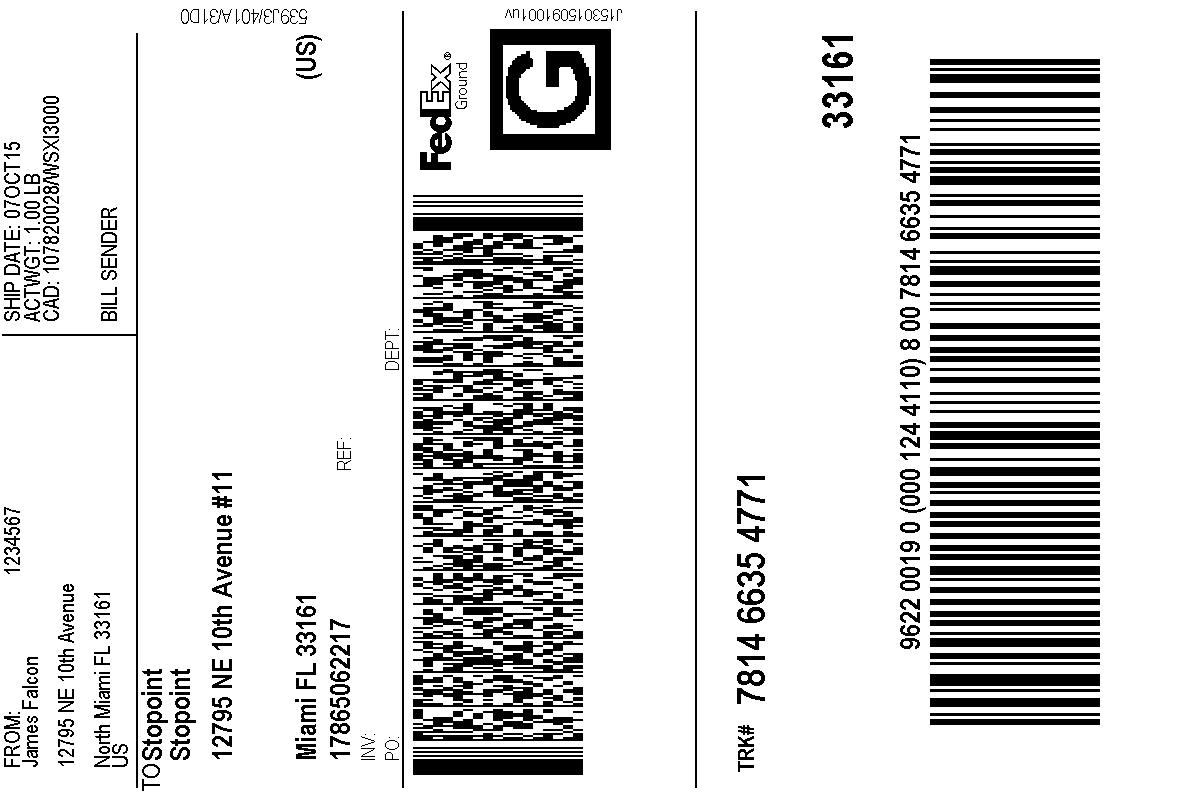 FROM: 1234567
James Falcon
12795 NE 10th Avenue
North Miami FL 33161
US
SHIP DATE: 07OCT15
ACTWGT: 1.00 LB
CAD: 107820028/WSXI3000
BILL SENDER
TO Stopoint
Stopoint
12795 NE 10th Avenue #11
Miami FL 33161
(US)
17865062217
REF:
INV:
PO:
DEPT:
539J3/401A/31D0
FedEx®
Ground
G
J153015091001uv
TRK# 7814 6635 4771
33161
9622 0019 0 (000 124 4110) 8 00 7814 6635 4771